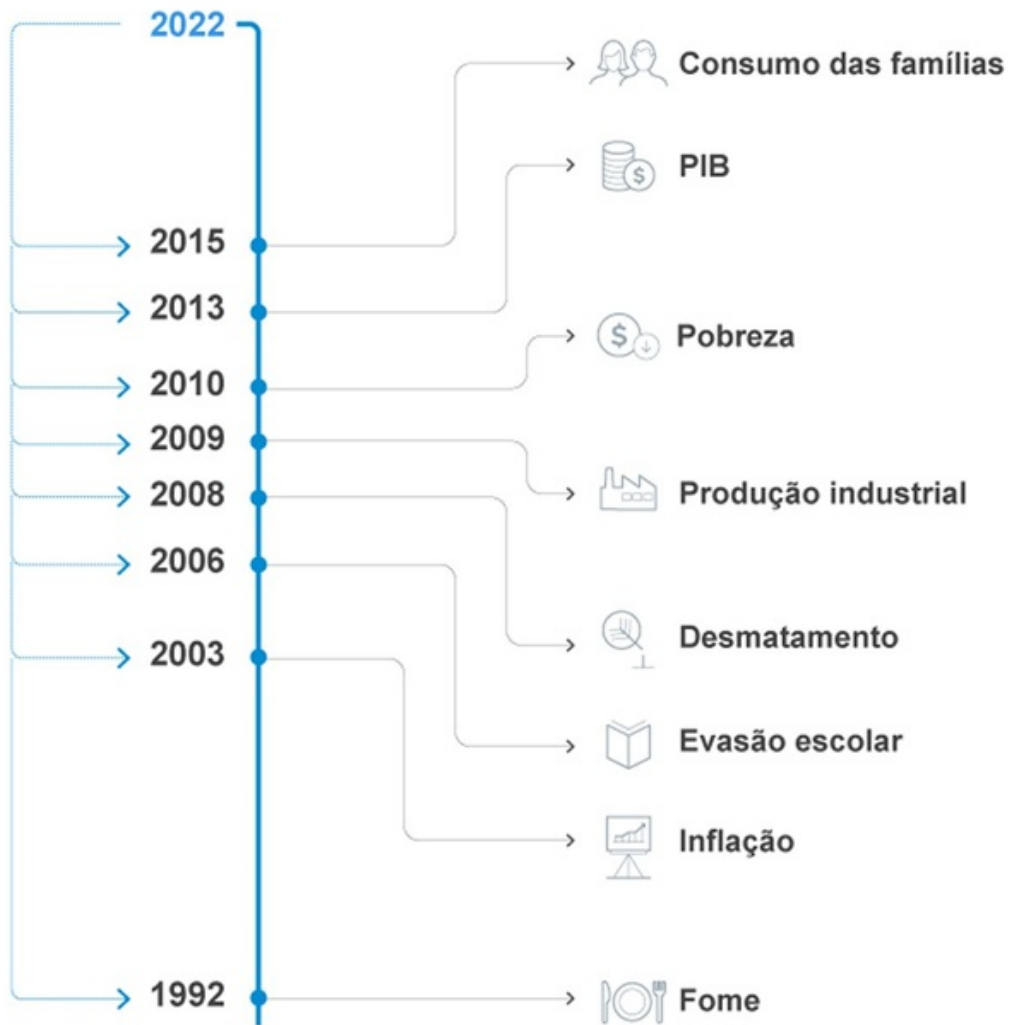 2022
Consumo das famílias
PIB
2015
2013
Pobreza
2010
2009
2008
Produção industrial
2006
Desmatamento
2003
Evasão escolar
Inflação
1992
Fome